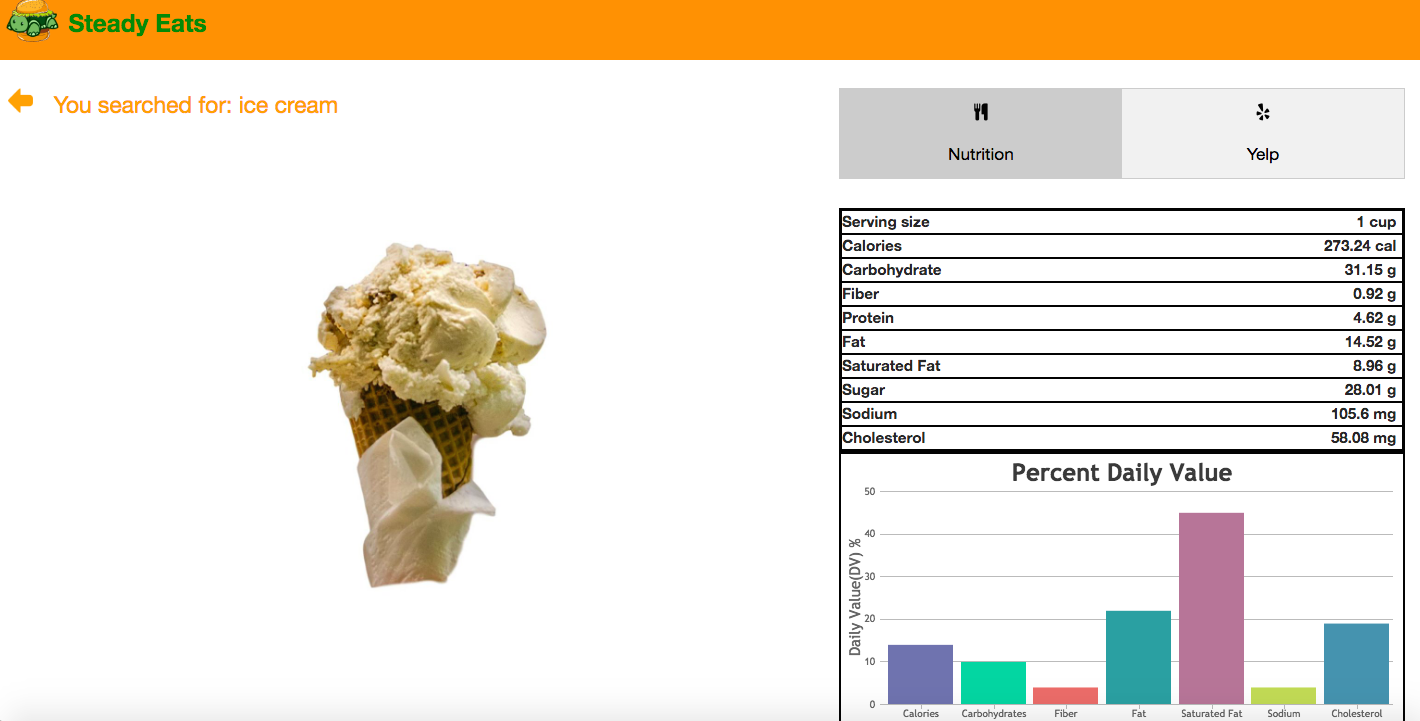 Steady Eats
You searched for: ice cream
Nutrition
Yelp
Serving size 1 cup
Calories 273.24 cal
Carbohydrate 31.15 g
Fiber 0.92 g
Protein 4.62 g
Fat 14.52 g
Saturated Fat 8.96 g
Sugar 28.01 g
Sodium 105.6 mg
Cholesterol 58.08 mg
Percent Daily Value
Daily Value(DV) %
50
40
30
20
10
0
Calories Carbohydrates Fiber Fat Saturated Fat Sodium Cholesterol